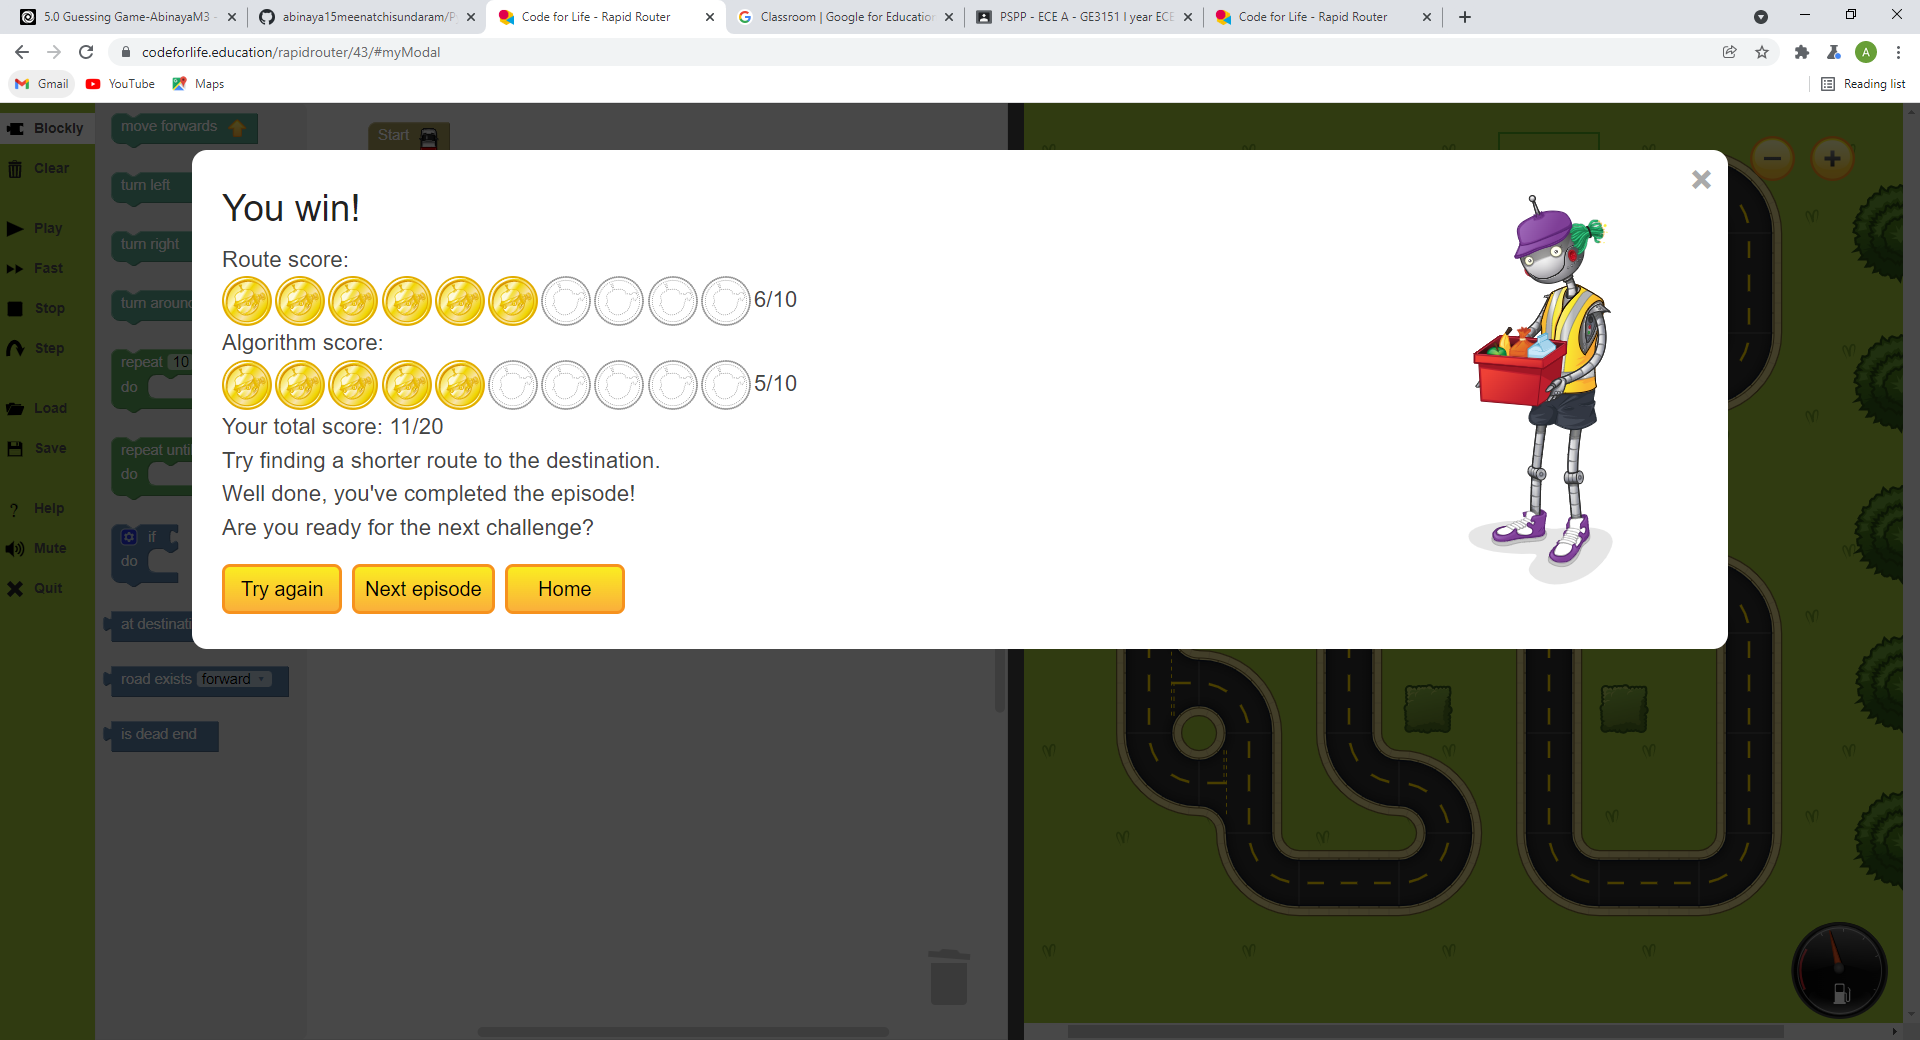 5.0 Guessing Game-AbinayaM3 -
abinaya15meenatchisundaram/P
Code for Life - Rapid Router
Classroom | Google for Education
PSPP - ECE A - GE3151 I year ECE
Code for Life - Rapid Router
codeforlife.education/rapidrouter/43/#myModal
A
Gmail
YouTube
Maps
Reading list
Blockly
Clear
Play
Fast
Stop
Step
Load
Save
Help
Mute
Quit
move forwards
turn left
turn right
turn around
repeat 10
do
repeat until
do
if
do
at destinati
road exists forward
is dead end
Start
You win!
Route score:
6/10
Algorithm score:
5/10
Your total score: 11/20
Try finding a shorter route to the destination.
Well done, you've completed the episode!
Are you ready for the next challenge?
Try again
Next episode
Home